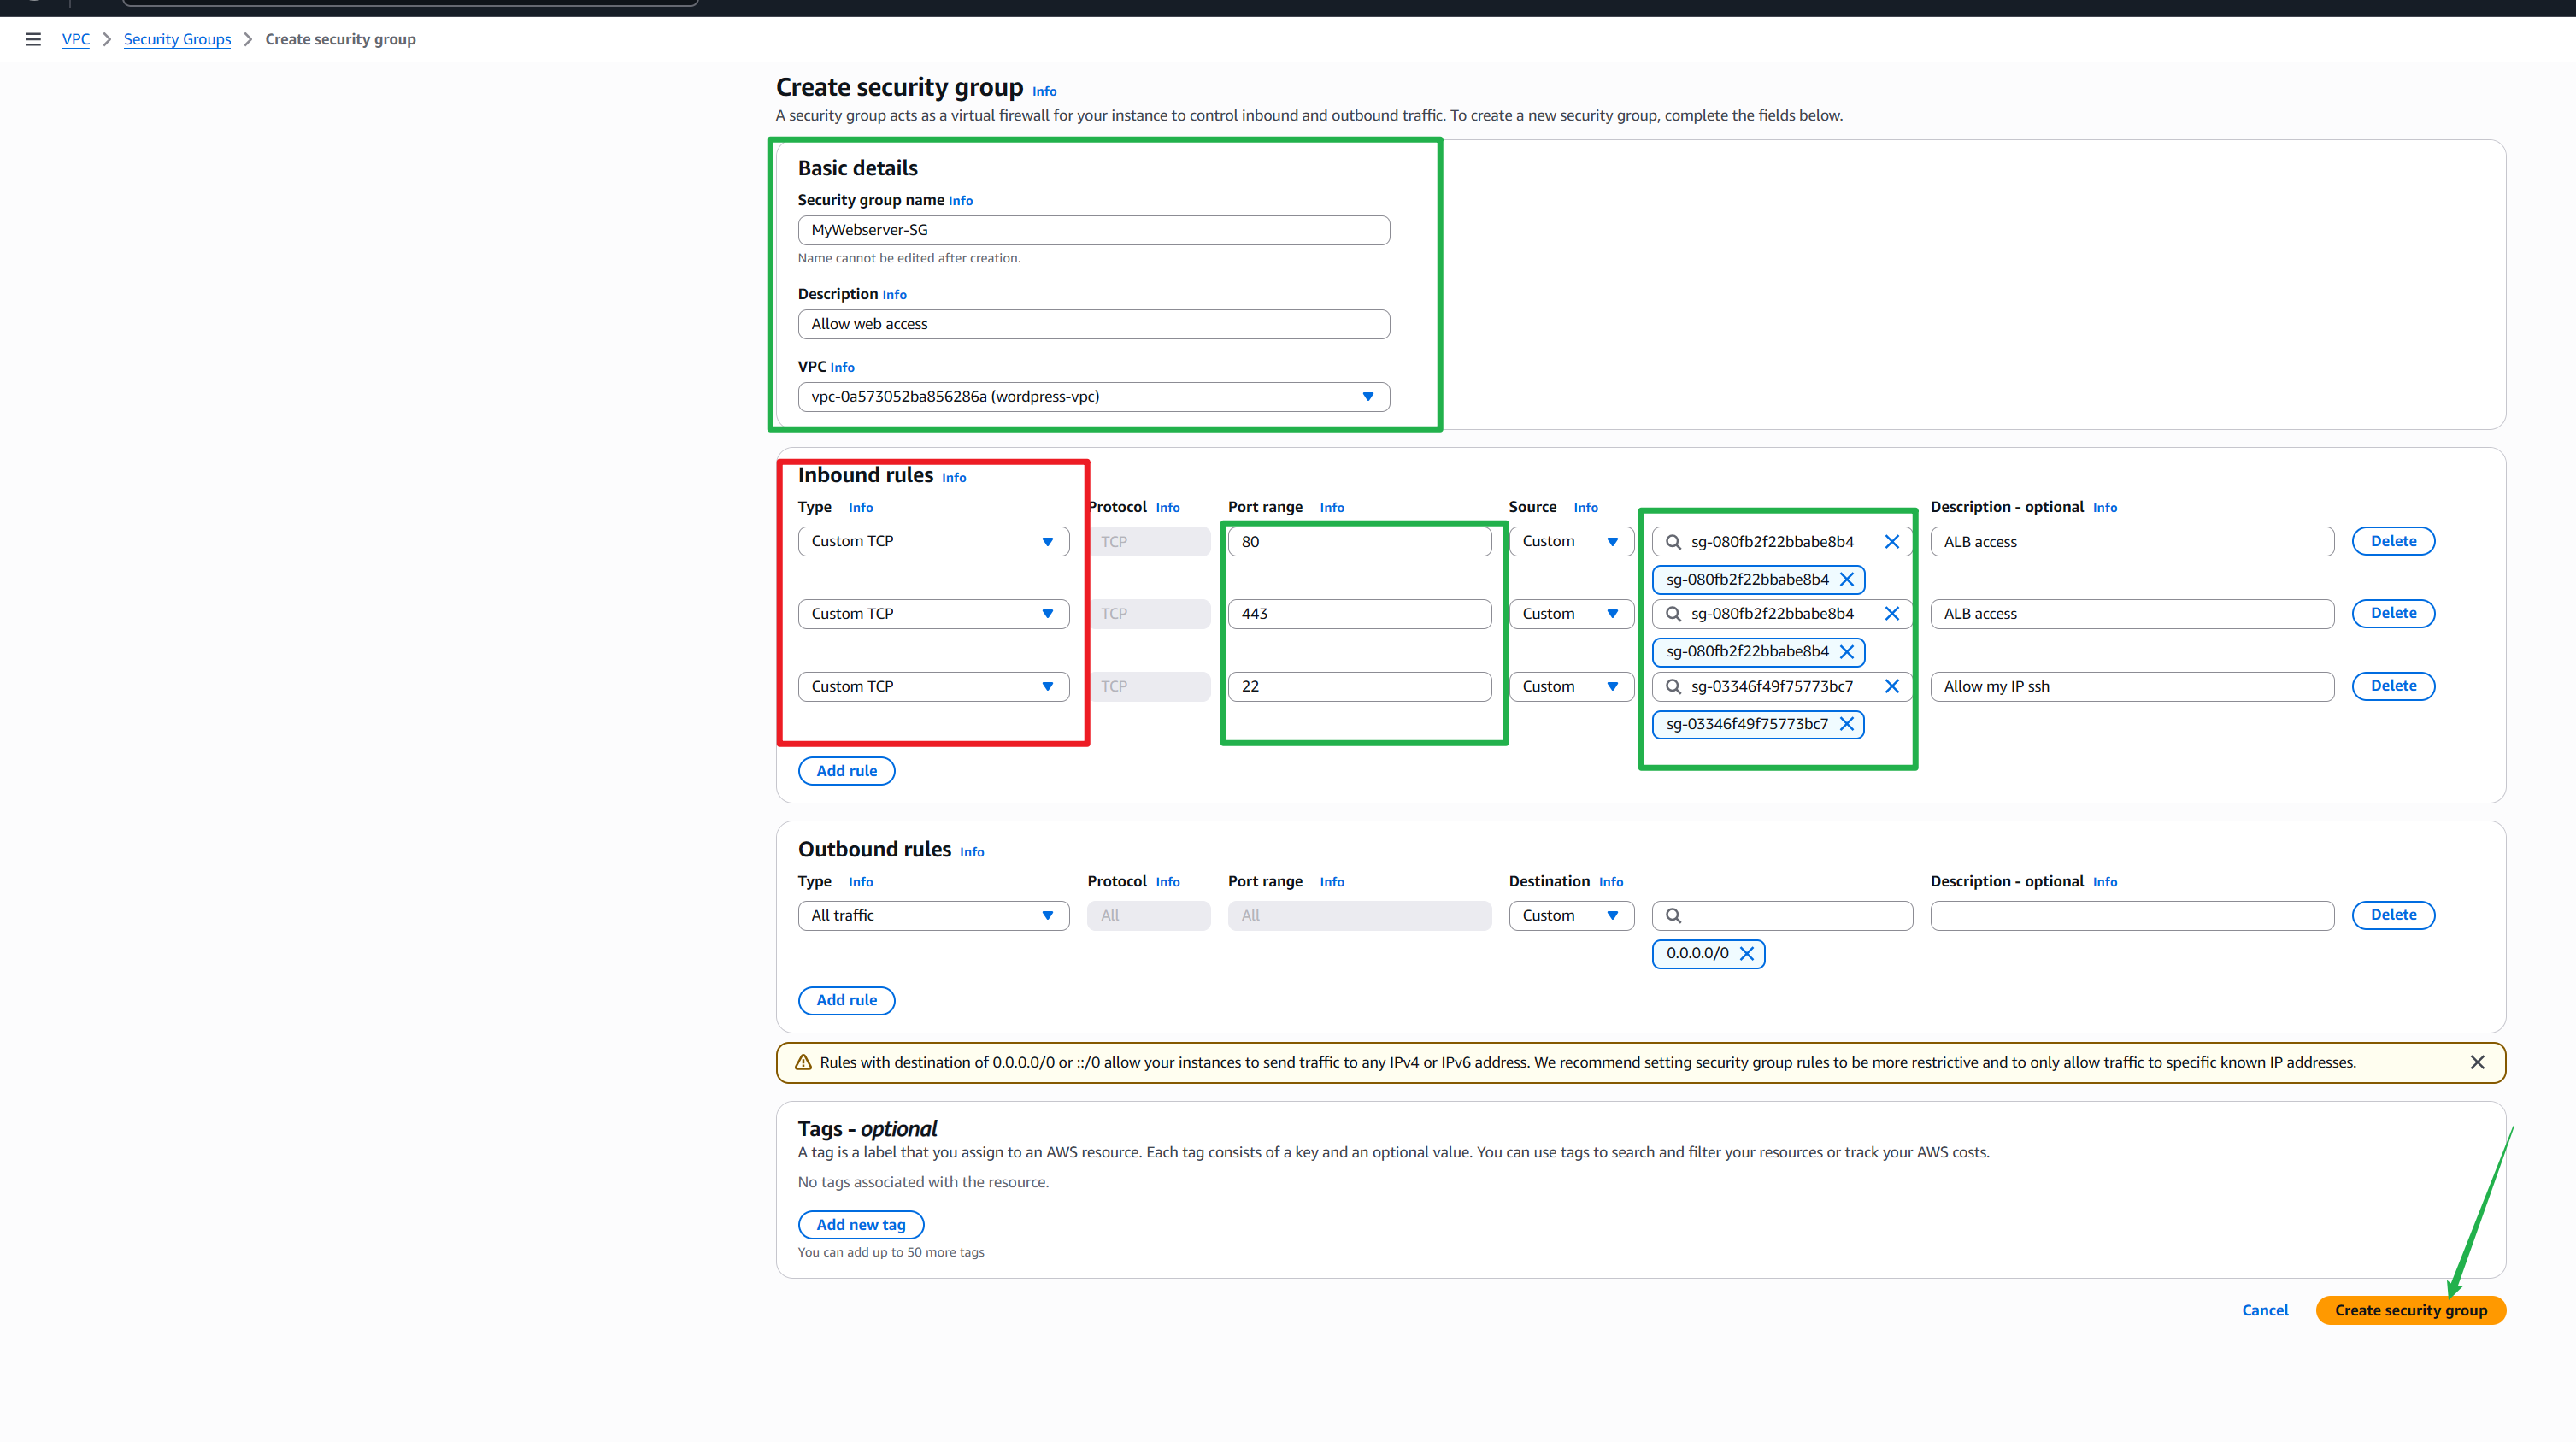 VPC > Security Groups > Create security group
Create security group Info
A security group acts as a virtual firewall for your instance to control inbound and outbound traffic. To create a new security group, complete the fields below.
Basic details
Security group name Info
MyWebserver-SG
Name cannot be edited after creation.
Description Info
Allow web access
VPC Info
vpc-0a573052ba856286a (wordpress-vpc)
Inbound rules Info
Type Info Protocol Info Port range Info Source Info Description - optional Info
Custom TCP TCP 80 Custom sg-080fb2f22bbabe8b4 ALB access Delete
sg-080fb2f22bbabe8b4
Custom TCP TCP 443 Custom sg-080fb2f22bbabe8b4 ALB access Delete
sg-080fb2f22bbabe8b4
Custom TCP TCP 22 Custom sg-03346f49f75773bc7 Allow my IP ssh Delete
sg-03346f49f75773bc7
Add rule
Outbound rules Info
Type Info Protocol Info Port range Info Destination Info Description - optional Info
All traffic All All Custom Delete
0.0.0.0/0
Add rule
Rules with destination of 0.0.0.0/0 or ::/0 allow your instances to send traffic to any IPv4 or IPv6 address. We recommend setting security group rules to be more restrictive and to only allow traffic to specific known IP addresses.
Tags - optional
A tag is a label that you assign to an AWS resource. Each tag consists of a key and an optional value. You can use tags to search and filter your resources or track your AWS costs.
No tags associated with the resource.
Add new tag
You can add up to 50 more tags
Cancel Create security group